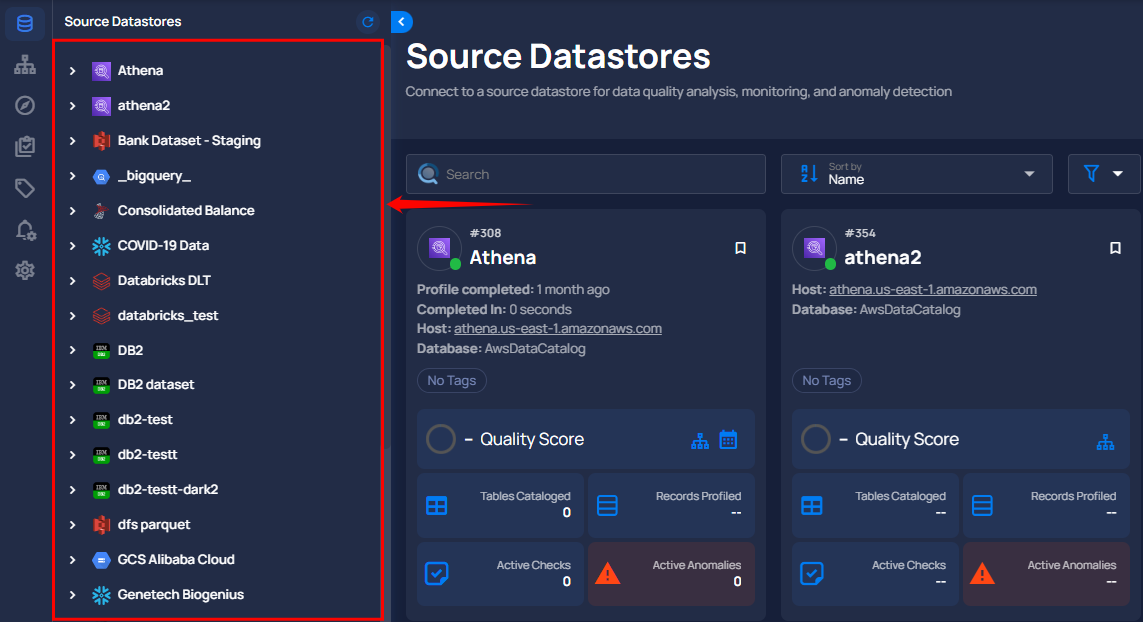 Source Datastores
Athena
athena2
Bank Dataset - Staging
_bigquery_
Consolidated Balance
COVID-19 Data
Databricks DLT
databricks_test
DB2
DB2 dataset
db2-test
db2-testt
db2-testt-dark2
dfs parquet
GCS Alibaba Cloud
Genetech Biogenius
Source Datastores
Connect to a source datastore for data quality analysis, monitoring, and anomaly detection
Search
Sort by
Name
#308
Athena
Profile completed: 1 month ago
Completed In: 0 seconds
Host: athena.us-east-1.amazonaws.com
Database: AwsDataCatalog
No Tags
– Quality Score
Tables Cataloged
0
Records Profiled
--
Active Checks
0
Active Anomalies
0
#354
athena2
Host: athena.us-east-1.amazonaws.com
Database: AwsDataCatalog
No Tags
– Quality Score
Tables Cataloged
--
Records Profiled
--
Active Checks
--
Active Anomalies
--